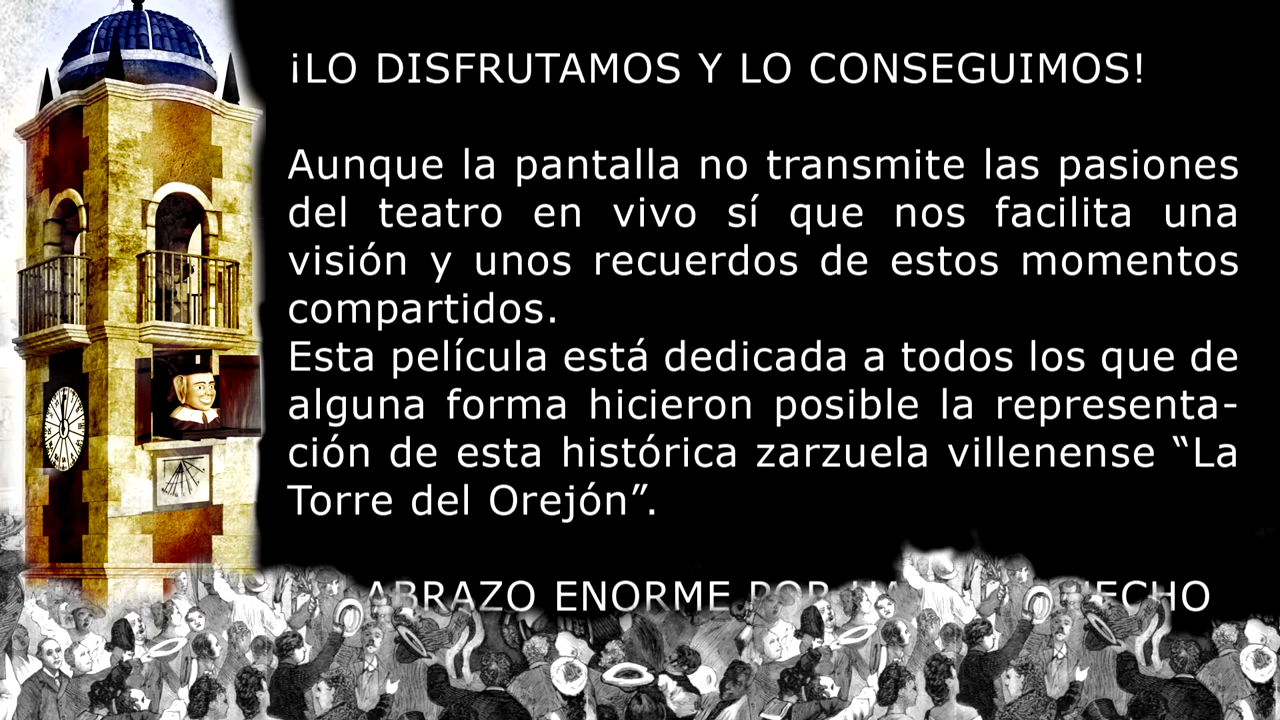 ¡LO DISFRUTAMOS Y LO CONSEGUIMOS!
Aunque la pantalla no transmite las pasiones
del teatro en vivo sí que nos facilita una
visión y unos recuerdos de estos momentos
compartidos.
Esta película está dedicada a todos los que de
alguna forma hicieron posible la representa-
ción de esta histórica zarzuela villenense “La
Torre del Orejón”.
ABRAZO ENORME POR